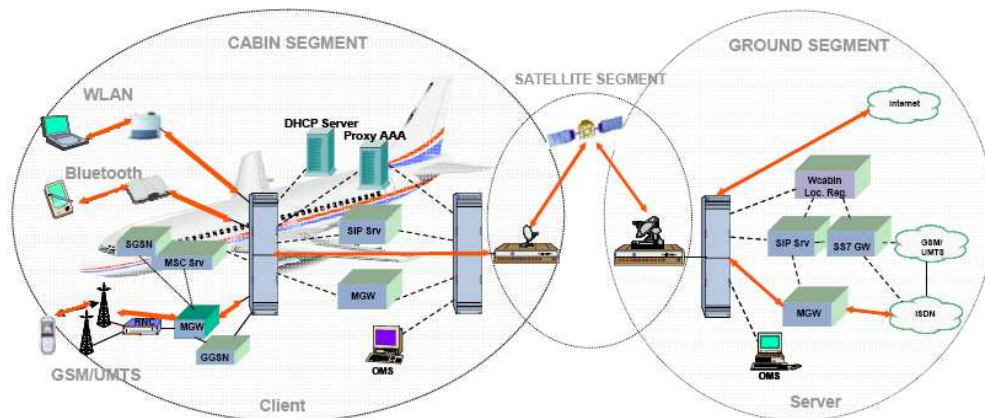 CABIN SEGMENT
GROUND SEGMENT
SATELLITE SEGMENT
WLAN
DHCP Server
Proxy AAA
Internet
Bluetooth
Wcabin
Loc. Reg.
SGSN
MSC Srv
SIP Srv
SIP Srv
SS7 GW
GSM/
UMTS
MGW
RNC
MGW
MGW
ISDN
GGSN
OMS
OMS
GSM/UMTS
Client
Server